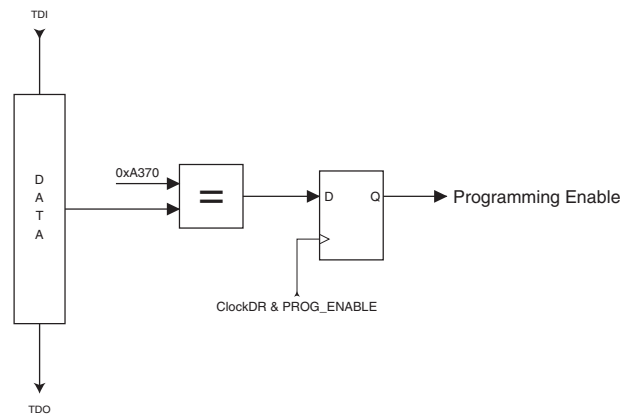 TDI
D
A
T
A
0xA370
=
D Q
Programming Enable
ClockDR & PROG_ENABLE
TDO